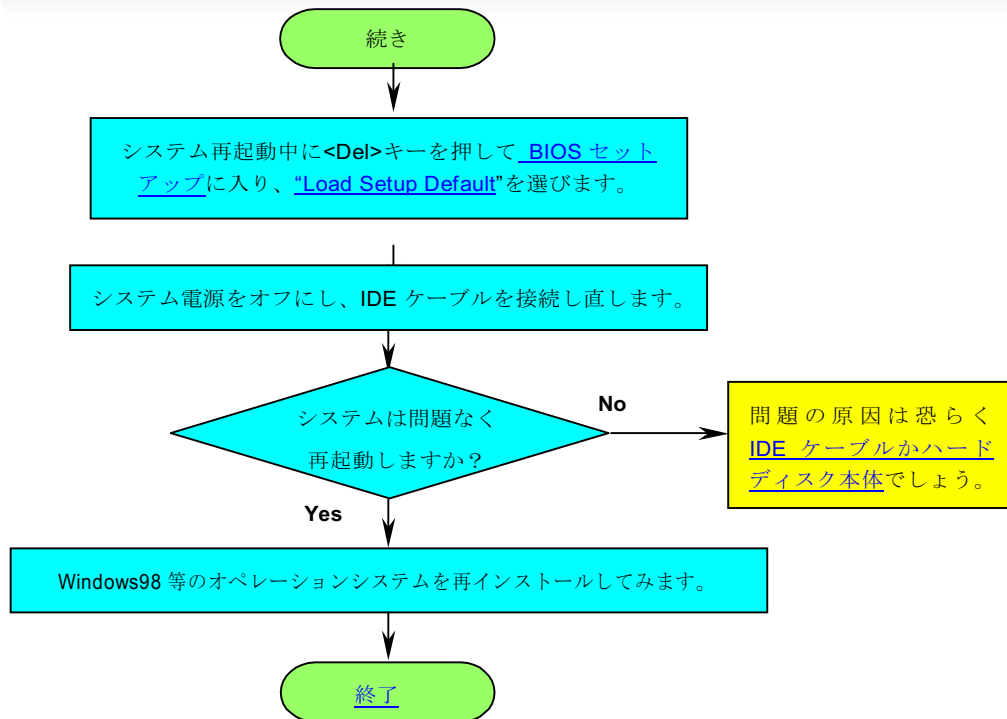 続き
システム再起動中に<Del>キーを押して BIOS セット
アップに入り、“Load Setup Default”を選びます。
システム電源をオフにし、IDE ケーブルを接続し直します。
システムは問題なく
再起動しますか?
No
問題の原因は恐らく
IDE ケーブルかハード
ディスク本体でしょう。
Yes
Windows98 等のオペレーションシステムを再インストールしてみます。
終了